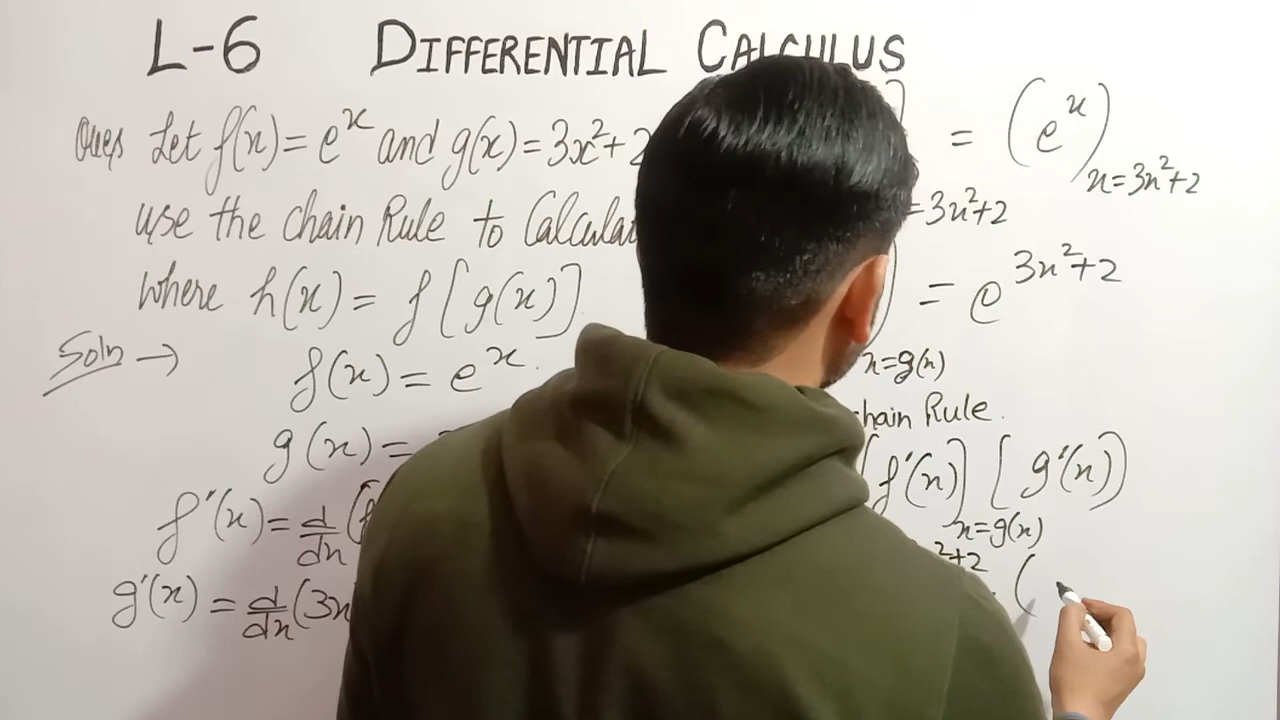 L-6 DIFFERENTIAL CALCULUS
Ques Let f(x) = e^x and g(x) = 3x²+2
use the chain Rule to Calculat
where h(x) = f[g(x)]
Soln →
f(x) = e^x.
g(x) =
f'(x) = d/dx (
g'(x) = d/dx (3x
] = (e^x) x=3x²+2
=3x²+2
) = e^3x²+2
x=g(x)
chain Rule.
[f'(x)] [g'(x)]
x=g(x)
²+2 . (